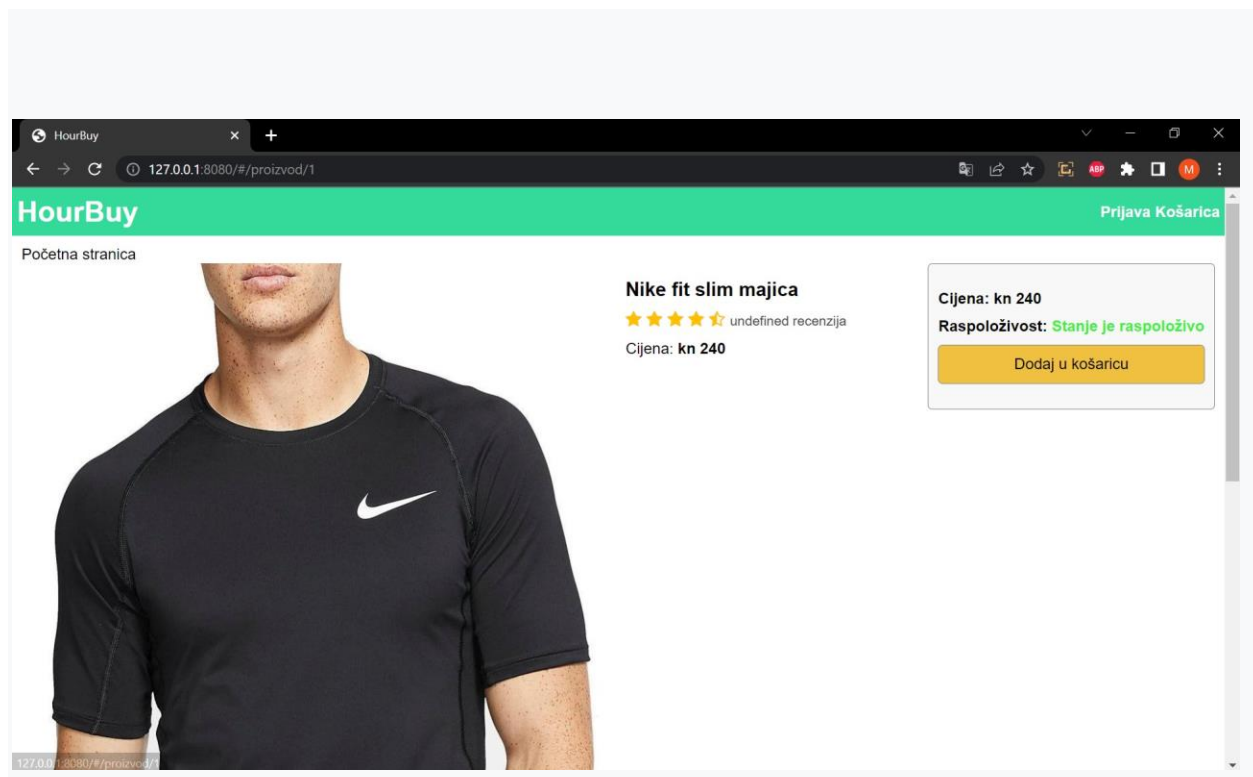 HourBuy
127.0.0.1:8080/#/proizvod/1
ABP
M
HourBuy
Prijava Košarica
Početna stranica
Nike fit slim majica
undefined recenzija
Cijena: kn 240
Cijena: kn 240
Raspoloživost: Stanje je raspoloživo
Dodaj u košaricu
127.0.0.1:8080/#/proizvod/1